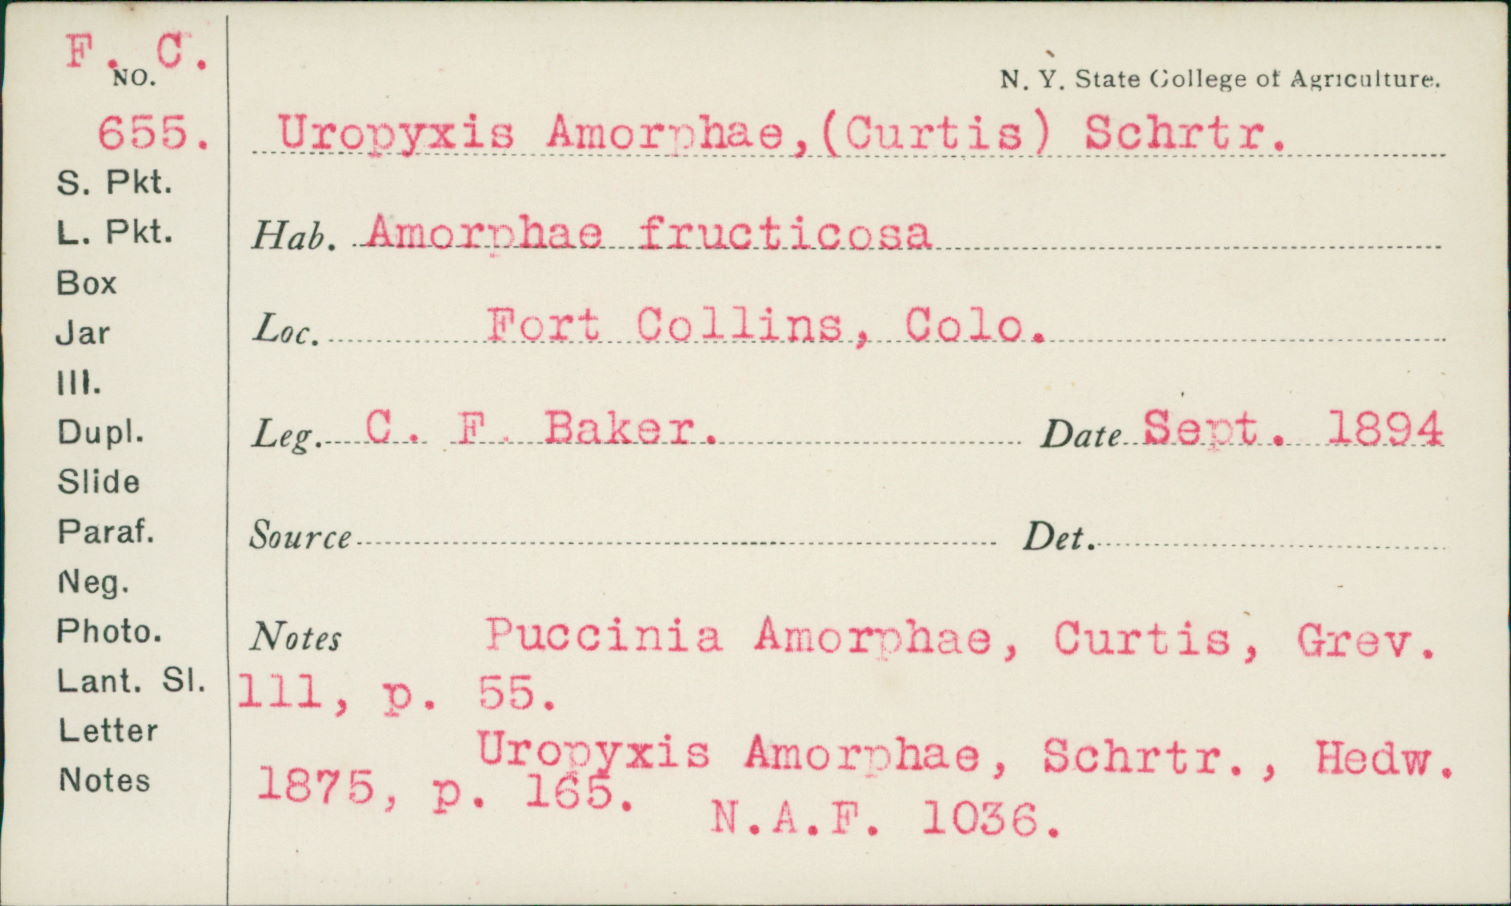 F. C.
NO.
N. Y. State College of Agriculture.
655.
Uropyxis Amorphae,(Curtis) Schrtr.
S. Pkt.
L. Pkt.
Hab. Amorphae fructicosa
Box
Jar
Loc. Fort Collins, Colo.
Ill.
Dupl.
Leg. C. F. Baker. Date Sept. 1894
Slide
Paraf.
Source Det.
Neg.
Photo.
Notes Puccinia Amorphae, Curtis, Grev.
Lant. Sl.
111, p. 55.
Letter
Uropyxis Amorphae, Schrtr., Hedw.
Notes
1875, p. 165.
N.A.F. 1036.